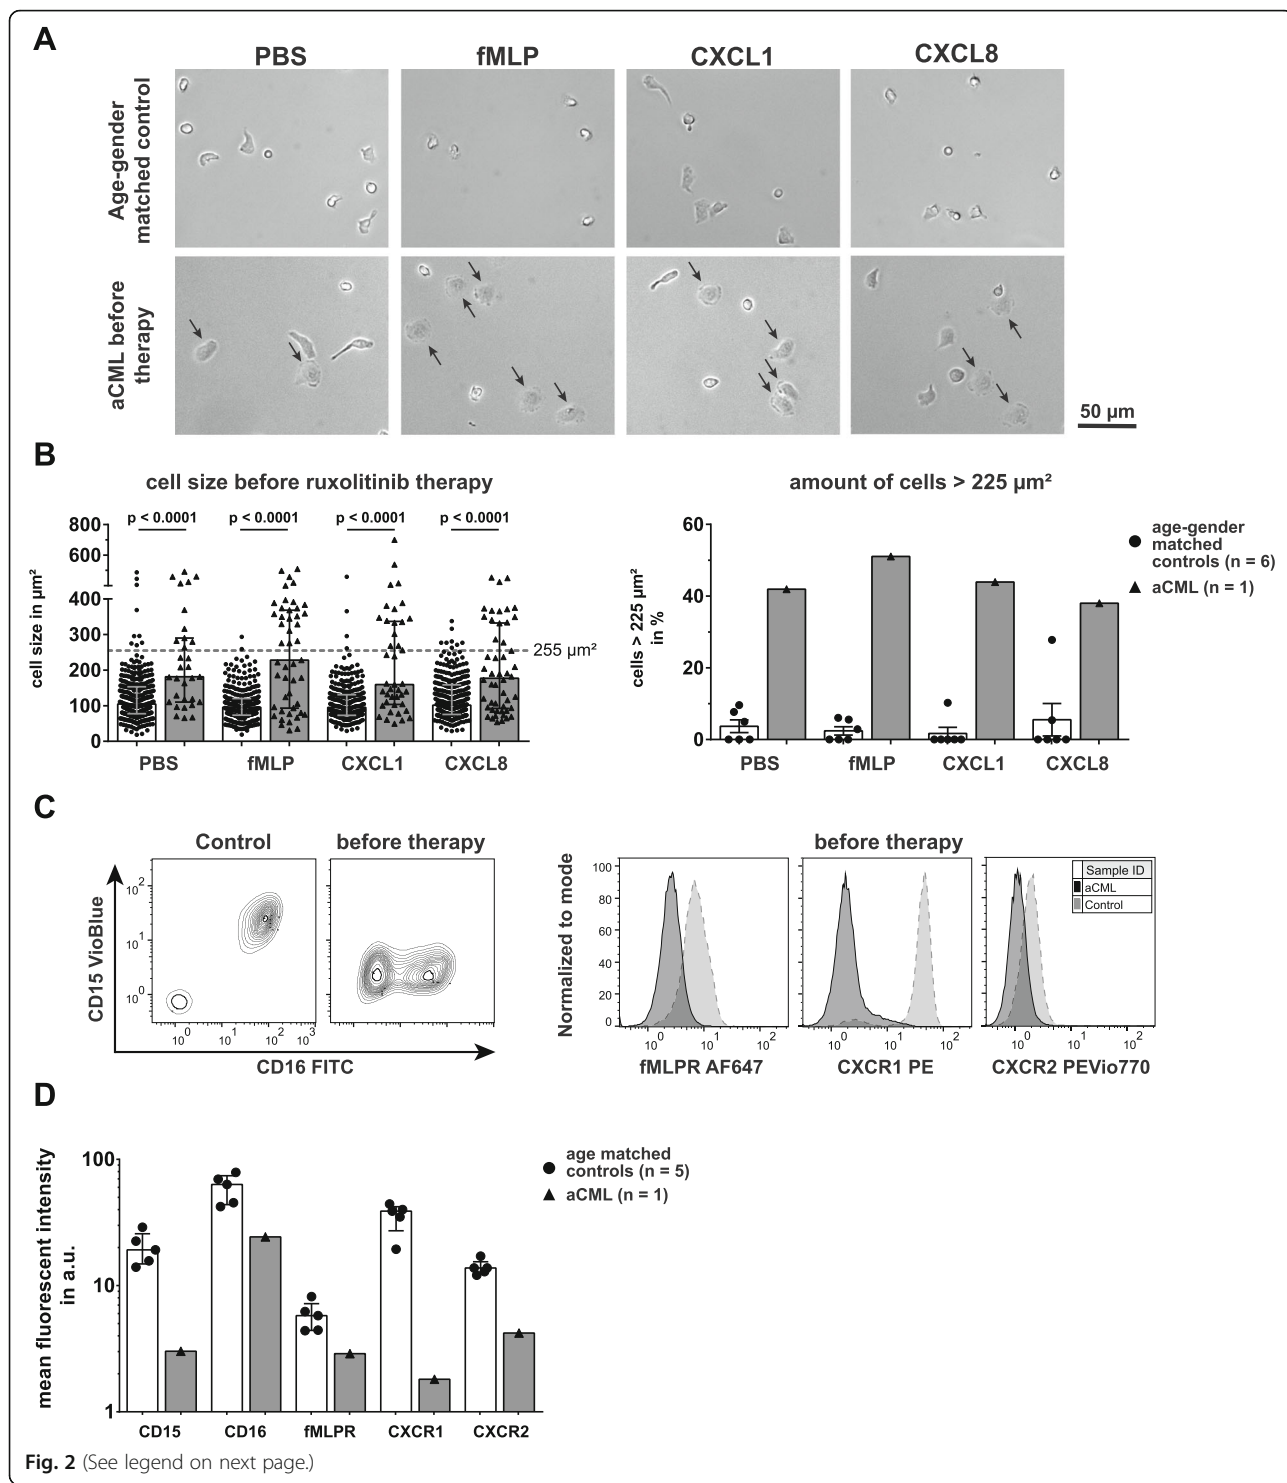 A
PBS
fMLP
CXCL1
CXCL8
Age-gender
matched control
aCML before
therapy
50 µm
B
cell size before ruxolitinib therapy
p < 0.0001
p < 0.0001
p < 0.0001
p < 0.0001
cell size in µm²
800
600
400
300
200
100
0
255 µm²
PBS
fMLP
CXCL1
CXCL8
amount of cells > 225 µm²
cells > 225 µm²
in %
60
40
20
0
PBS
fMLP
CXCL1
CXCL8
age-gender
matched
controls (n = 6)
aCML (n = 1)
C
Control
before therapy
CD15 VioBlue
10²
10¹
10⁰
10⁰
10¹
10²
10³
CD16 FITC
before therapy
Normalized to mode
100
80
60
40
20
0
10⁰
10¹
10²
fMLPR AF647
10⁰
10¹
10²
CXCR1 PE
10⁰
10¹
10²
CXCR2 PEVio770
Sample ID
aCML
Control
D
mean fluorescent intensity
in a.u.
100
10
1
CD15
CD16
fMLPR
CXCR1
CXCR2
age matched
controls (n = 5)
aCML (n = 1)
Fig. 2 (See legend on next page.)